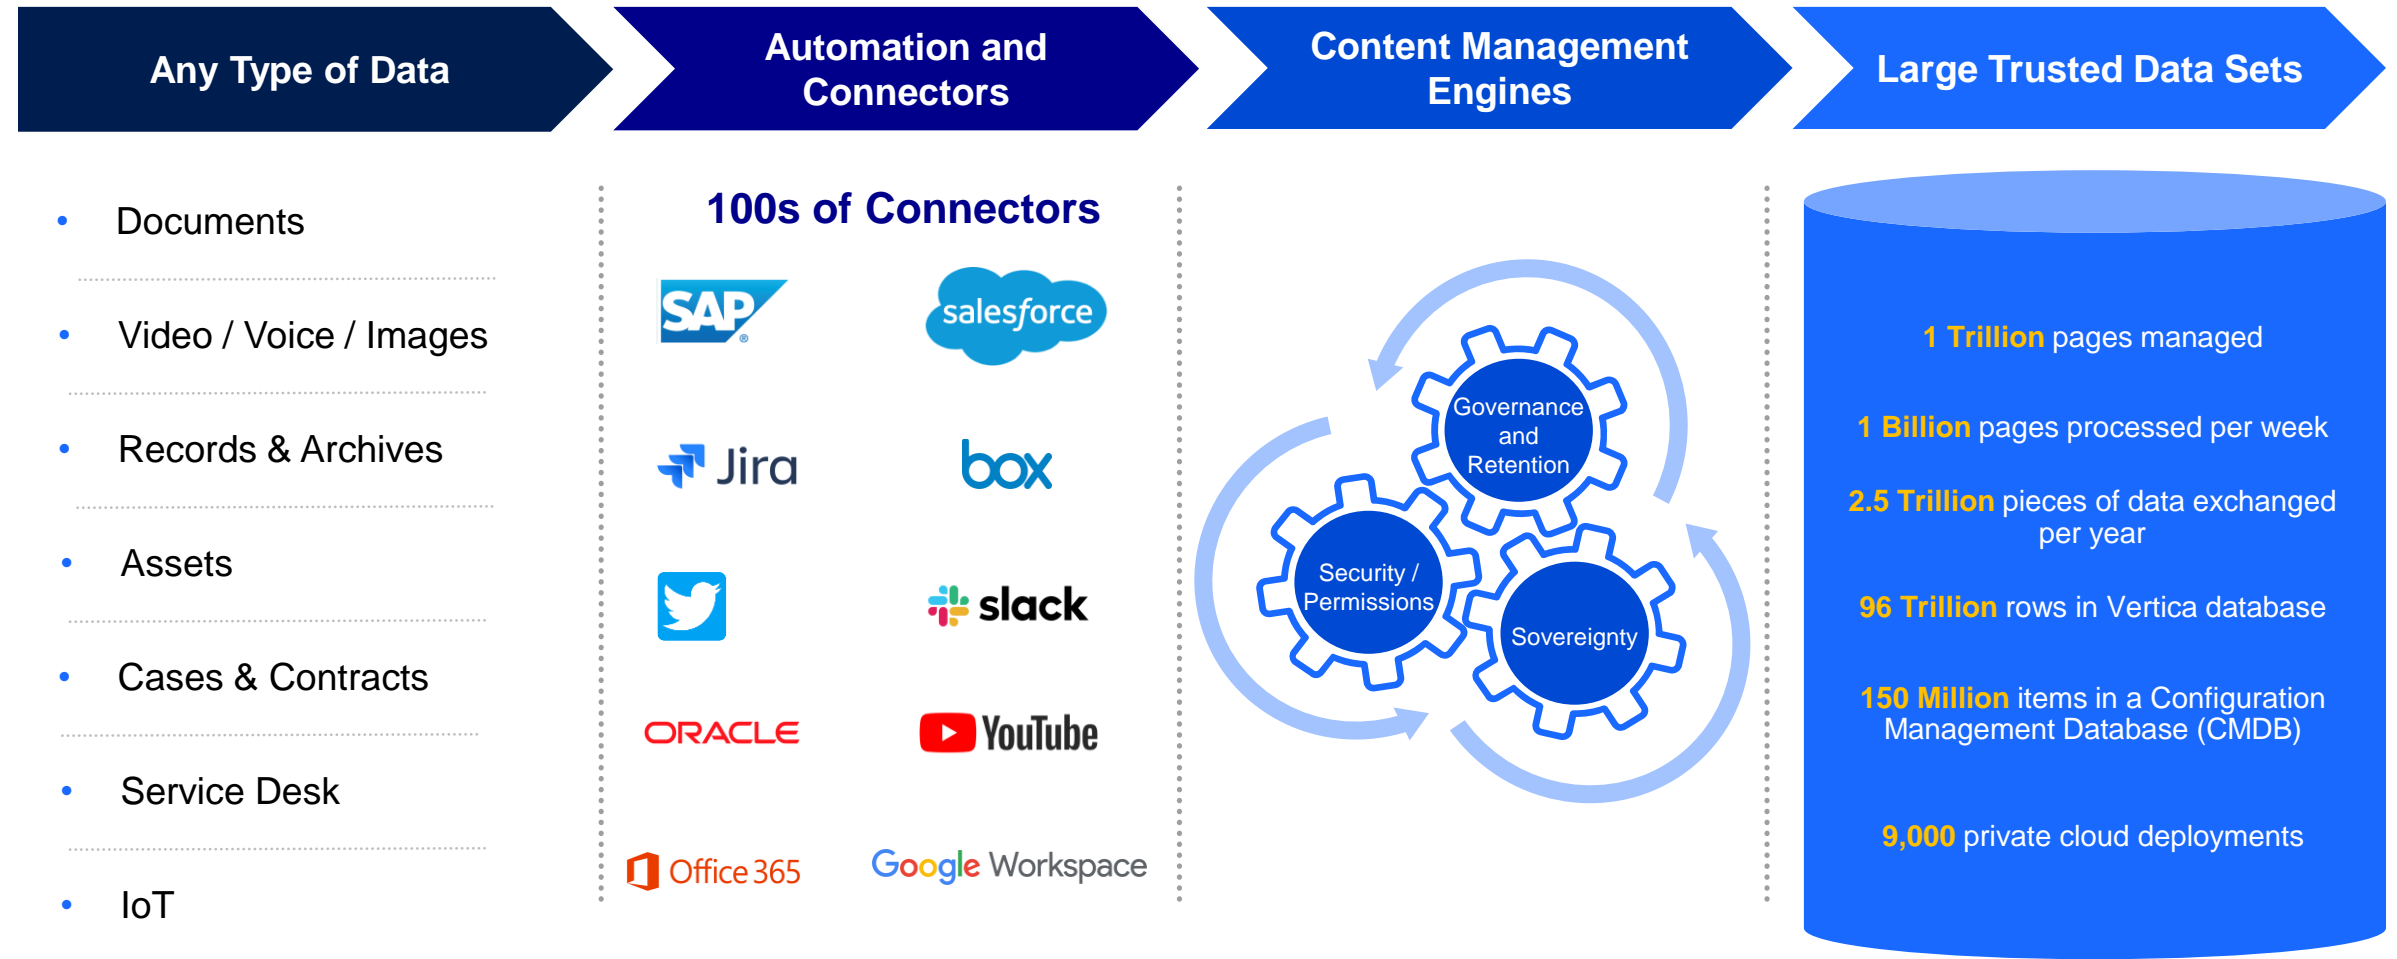 Any Type of Data
Automation and
Connectors
Content Management
Engines
Large Trusted Data Sets
• Documents
• Video / Voice / Images
• Records & Archives
• Assets
• Cases & Contracts
• Service Desk
• IoT
100s of Connectors
SAP®
salesforce
Jira
box
slack
ORACLE
YouTube
Office 365
Google Workspace
Governance
and
Retention
Security /
Permissions
Sovereignty
1 Trillion pages managed
1 Billion pages processed per week
2.5 Trillion pieces of data exchanged
per year
96 Trillion rows in Vertica database
150 Million items in a Configuration
Management Database (CMDB)
9,000 private cloud deployments